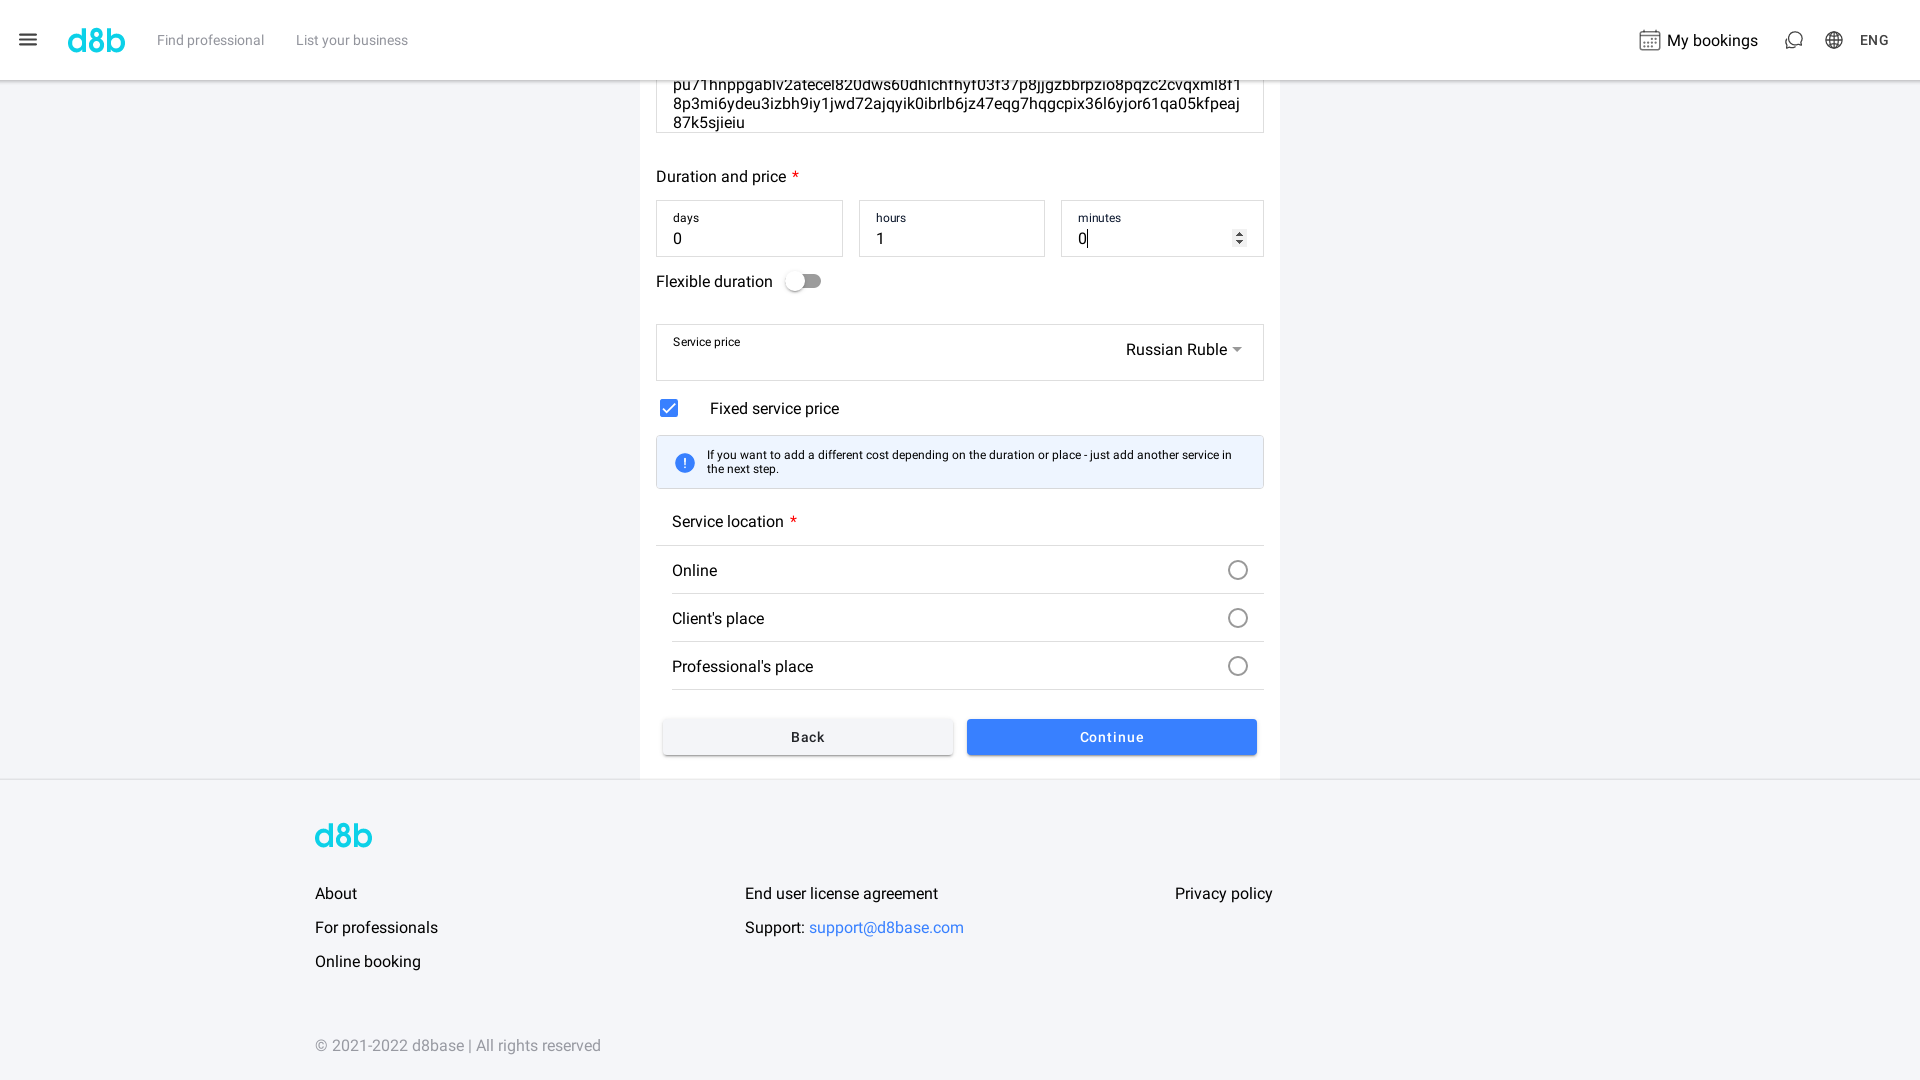 d8b
Find professional
List your business
My bookings
ENG
pu71hnppgablv2atecel820dws60dhlchfhyf03f37p8jjgzbbrpzio8pqzc2cvqxml8f1
8p3mi6ydeu3izbh9iy1jwd72ajqyik0ibrlb6jz47eqg7hqgcpix36l6yjor61qa05kfpeaj
87k5sjieiu
Duration and price *
days
0
hours
1
minutes
0
Flexible duration
Service price
Russian Ruble
Fixed service price
If you want to add a different cost depending on the duration or place - just add another service in
the next step.
Service location *
Online
Client's place
Professional's place
Back
Continue
d8b
About
End user license agreement
Privacy policy
For professionals
Support: support@d8base.com
Online booking
© 2021-2022 d8base | All rights reserved